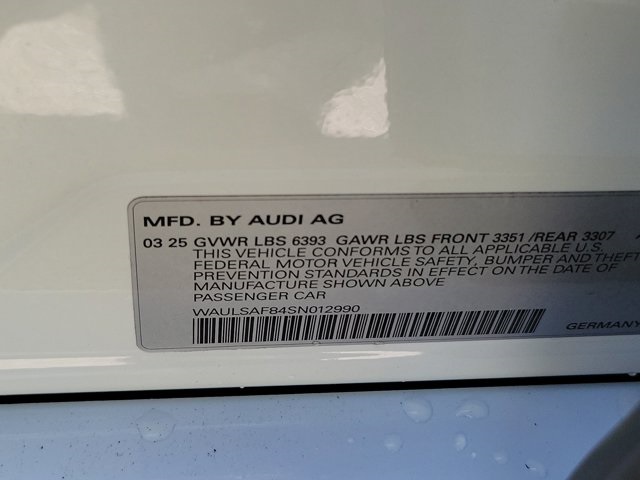 MFD. BY AUDI AG
03 25 GVWR LBS 6393 GAWR LBS FRONT 3351 /REAR 3307
THIS VEHICLE CONFORMS TO ALL APPLICABLE U.S.
FEDERAL MOTOR VEHICLE SAFETY, BUMPER AND THEFT
PREVENTION STANDARDS IN EFFECT ON THE DATE OF
MANUFACTURE SHOWN ABOVE
PASSENGER CAR
WAULSAF84SN012990
GERMANY